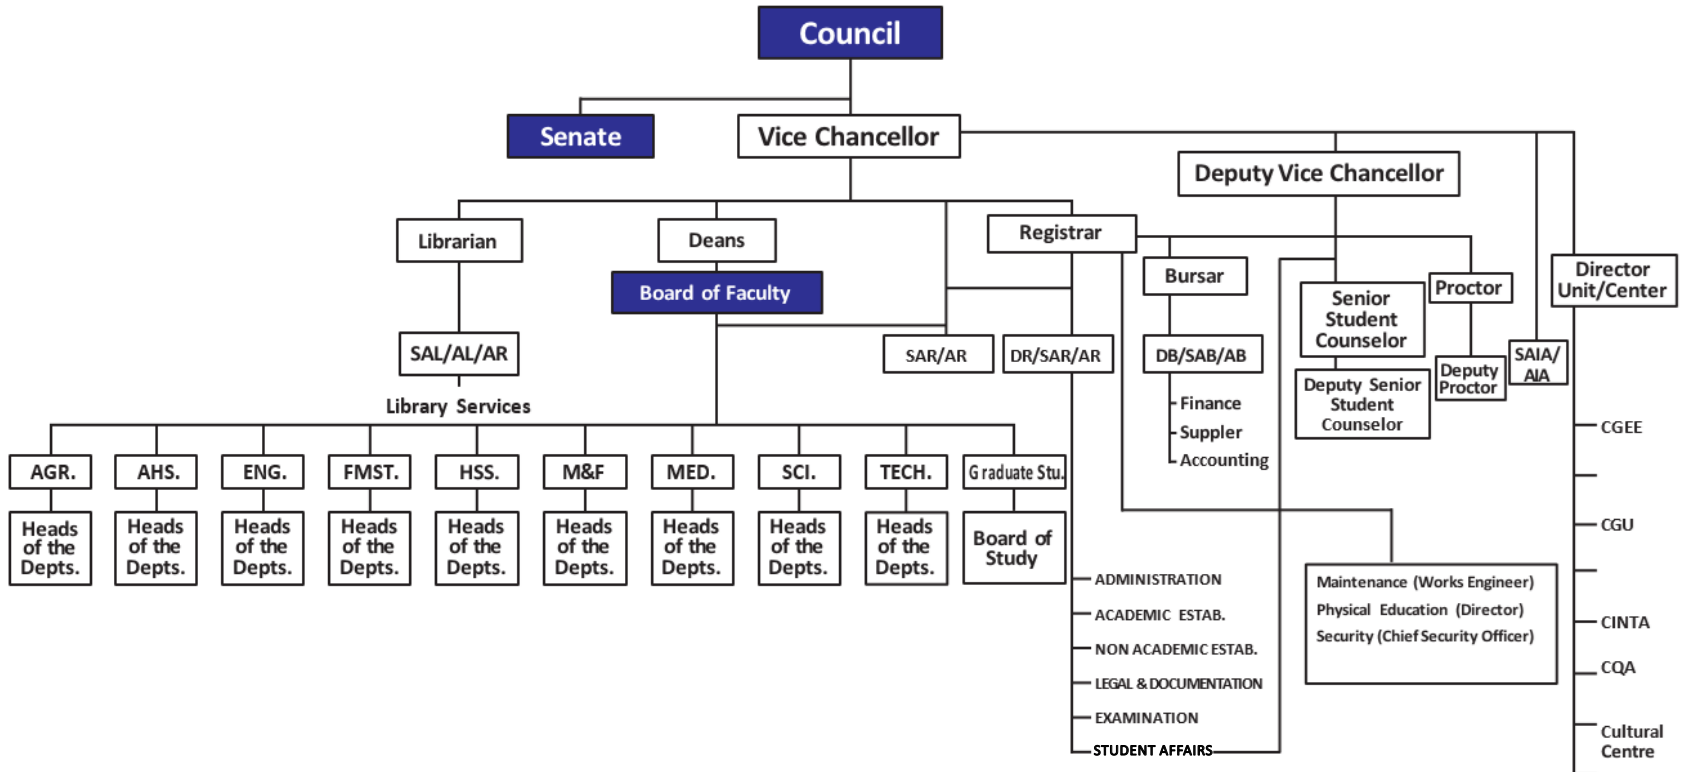 Council
Senate
Vice Chancellor
Deputy Vice Chancellor
Librarian
Deans
Registrar
Board of Faculty
Bursar
Senior
Student
Counselor
Proctor
Director
Unit/Center
SAL/AL/AR
SAR/AR
DR/SAR/AR
DB/SAB/AB
Deputy Senior
Student
Counselor
Deputy
Proctor
SAIA/
AIA
Library Services
Finance
Suppler
Accounting
AGR.
AHS.
ENG.
FMST.
HSS.
M&F
MED.
SCI.
TECH.
Graduate Stu.
Heads
of the
Depts.
Heads
of the
Depts.
Heads
of the
Depts.
Heads
of the
Depts.
Heads
of the
Depts.
Heads
of the
Depts.
Heads
of the
Depts.
Heads
of the
Depts.
Heads
of the
Depts.
Board of
Study
ADMINISTRATION
ACADEMIC ESTAB.
NON ACADEMIC ESTAB.
LEGAL & DOCUMENTATION
EXAMINATION
STUDENT AFFAIRS
Maintenance (Works Engineer)
Physical Education (Director)
Security (Chief Security Officer)
CGEE
CGU
CINTA
CQA
Cultural
Centre